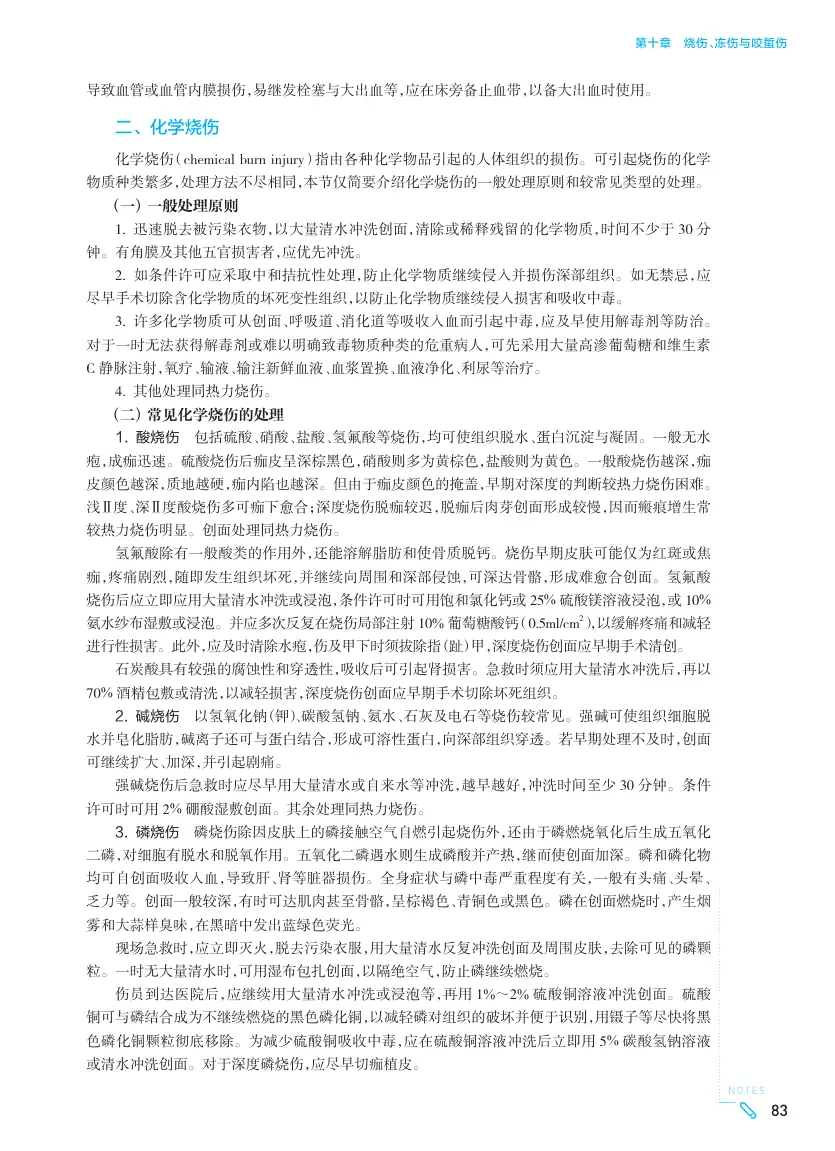 第十章　烧伤、冻伤与咬蜇伤
导致血管或血管内膜损伤,易继发栓塞与大出血等,应在床旁备止血带,以备大出血时使用。
二、化学烧伤
化学烧伤(chemical burn injury)指由各种化学物品引起的人体组织的损伤。可引起烧伤的化学
物质种类繁多,处理方法不尽相同,本节仅简要介绍化学烧伤的一般处理原则和较常见类型的处理。
(一) 一般处理原则
1. 迅速脱去被污染衣物,以大量清水冲洗创面,清除或稀释残留的化学物质,时间不少于 30 分
钟。有角膜及其他五官损害者,应优先冲洗。
2. 如条件许可应采取中和拮抗性处理,防止化学物质继续侵入并损伤深部组织。如无禁忌,应
尽早手术切除含化学物质的坏死变性组织,以防止化学物质继续侵入损害和吸收中毒。
3. 许多化学物质可从创面、呼吸道、消化道等吸收入血而引起中毒,应及早使用解毒剂等防治。
对于一时无法获得解毒剂或难以明确致毒物质种类的危重病人,可先采用大量高渗葡萄糖和维生素
C 静脉注射,氧疗、输液、输注新鲜血液、血浆置换、血液净化、利尿等治疗。
4. 其他处理同热力烧伤。
(二) 常见化学烧伤的处理
1. 酸烧伤　包括硫酸、硝酸、盐酸、氢氟酸等烧伤,均可使组织脱水、蛋白沉淀与凝固。一般无水
疱,成痂迅速。硫酸烧伤后痂皮呈深棕黑色,硝酸则多为黄棕色,盐酸则为黄色。一般酸烧伤越深,痂
皮颜色越深,质地越硬,痂内陷也越深。但由于痂皮颜色的掩盖,早期对深度的判断较热力烧伤困难。
浅Ⅱ度、深Ⅱ度酸烧伤多可痂下愈合;深度烧伤脱痂较迟,脱痂后肉芽创面形成较慢,因而瘢痕增生常
较热力烧伤明显。创面处理同热力烧伤。
氢氟酸除有一般酸类的作用外,还能溶解脂肪和使骨质脱钙。烧伤早期皮肤可能仅为红斑或焦
痂,疼痛剧烈,随即发生组织坏死,并继续向周围和深部侵蚀,可深达骨骼,形成难愈合创面。氢氟酸
烧伤后应立即应用大量清水冲洗或浸泡,条件许可时可用饱和氯化钙或 25% 硫酸镁溶液浸泡,或 10%
氨水纱布湿敷或浸泡。并应多次反复在烧伤局部注射 10% 葡萄糖酸钙(0.5ml/cm²),以缓解疼痛和减轻
进行性损害。此外,应及时清除水疱,伤及甲下时须拔除指(趾)甲,深度烧伤创面应早期手术清创。
石炭酸具有较强的腐蚀性和穿透性,吸收后可引起肾损害。急救时须应用大量清水冲洗后,再以
70% 酒精包敷或清洗,以减轻损害,深度烧伤创面应早期手术切除坏死组织。
2. 碱烧伤　以氢氧化钠(钾)、碳酸氢钠、氨水、石灰及电石等烧伤较常见。强碱可使组织细胞脱
水并皂化脂肪,碱离子还可与蛋白结合,形成可溶性蛋白,向深部组织穿透。若早期处理不及时,创面
可继续扩大、加深,并引起剧痛。
强碱烧伤后急救时应尽早用大量清水或自来水等冲洗,越早越好,冲洗时间至少 30 分钟。条件
许可时可用 2% 硼酸湿敷创面。其余处理同热力烧伤。
3. 磷烧伤　磷烧伤除因皮肤上的磷接触空气自燃引起烧伤外,还由于磷燃烧氧化后生成五氧化
二磷,对细胞有脱水和脱氧作用。五氧化二磷遇水则生成磷酸并产热,继而使创面加深。磷和磷化物
均可自创面吸收入血,导致肝、肾等脏器损伤。全身症状与磷中毒严重程度有关,一般有头痛、头晕、
乏力等。创面一般较深,有时可达肌肉甚至骨骼,呈棕褐色、青铜色或黑色。磷在创面燃烧时,产生烟
雾和大蒜样臭味,在黑暗中发出蓝绿色荧光。
现场急救时,应立即灭火,脱去污染衣服,用大量清水反复冲洗创面及周围皮肤,去除可见的磷颗
粒。一时无大量清水时,可用湿布包扎创面,以隔绝空气,防止磷继续燃烧。
伤员到达医院后,应继续用大量清水冲洗或浸泡等,再用 1%～2% 硫酸铜溶液冲洗创面。硫酸
铜可与磷结合成为不继续燃烧的黑色磷化铜,以减轻磷对组织的破坏并便于识别,用镊子等尽快将黑
色磷化铜颗粒彻底移除。为减少硫酸铜吸收中毒,应在硫酸铜溶液冲洗后立即用 5% 碳酸氢钠溶液
或清水冲洗创面。对于深度磷烧伤,应尽早切痂植皮。
NOTES
83